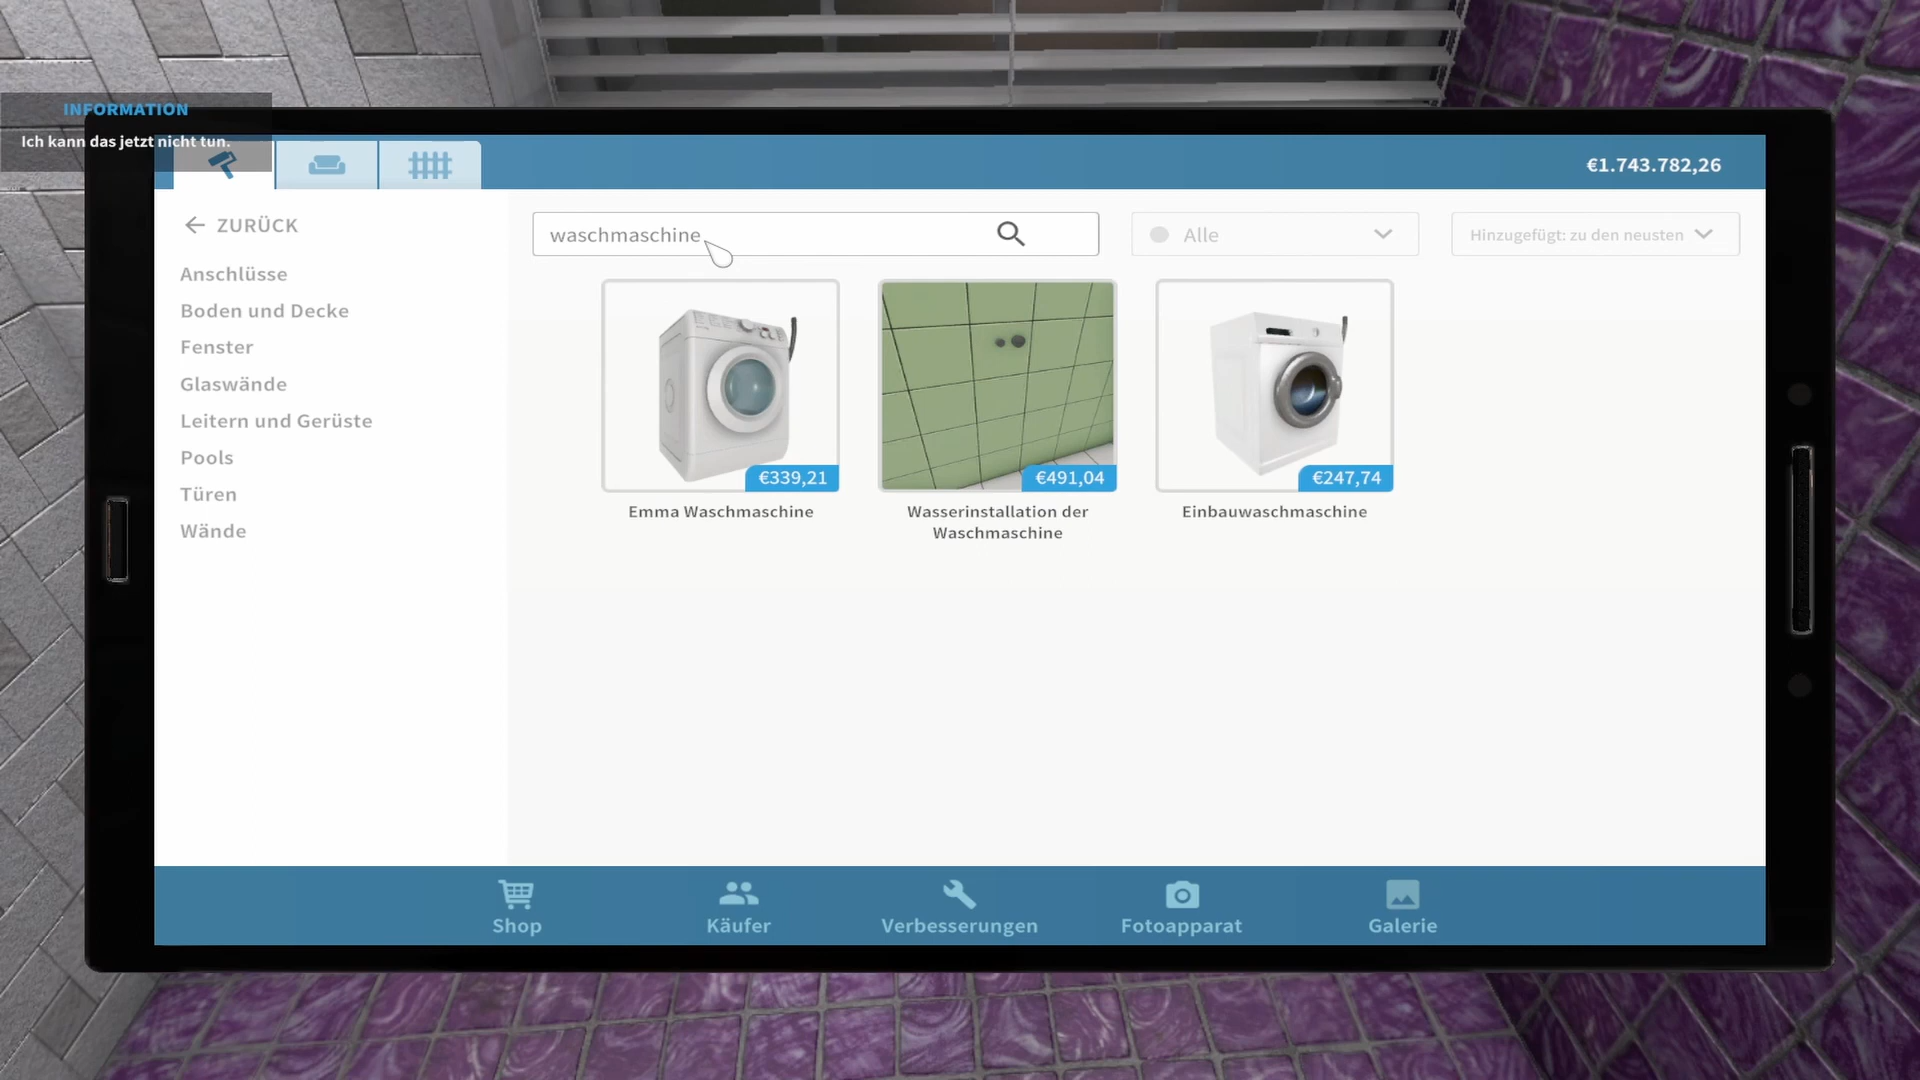 INFORMATION
Ich kann das jetzt nicht tun.
€1.743.782,26
ZURÜCK
Anschlüsse
Boden und Decke
Fenster
Glaswände
Leitern und Gerüste
Pools
Türen
Wände
waschmaschine
Alle
Hinzugefügt: zu den neusten
€339,21
Emma Waschmaschine
€491,04
Wasserinstallation der
Waschmaschine
€247,74
Einbauwaschmaschine
Shop
Käufer
Verbesserungen
Fotoapparat
Galerie